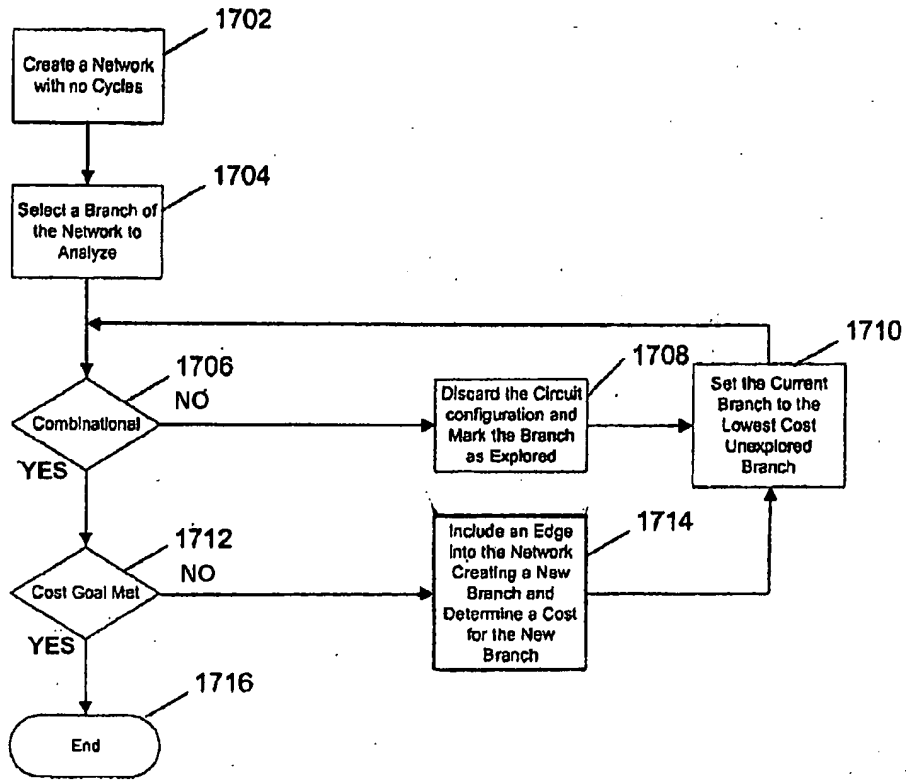 1702
Create a Network
with no Cycles
1704
Select a Branch of
the Network to
Analyze
1706
Combinational
NO
YES
1708
Discard the Circuit
configuration and
Mark the Branch
as Explored
1710
Set the Current
Branch to the
Lowest Cost
Unexplored
Branch
1712
Cost Goal Met
NO
YES
1714
Include an Edge
into the Network
Creating a New
Branch and
Determine a Cost
for the New
Branch
1716
End